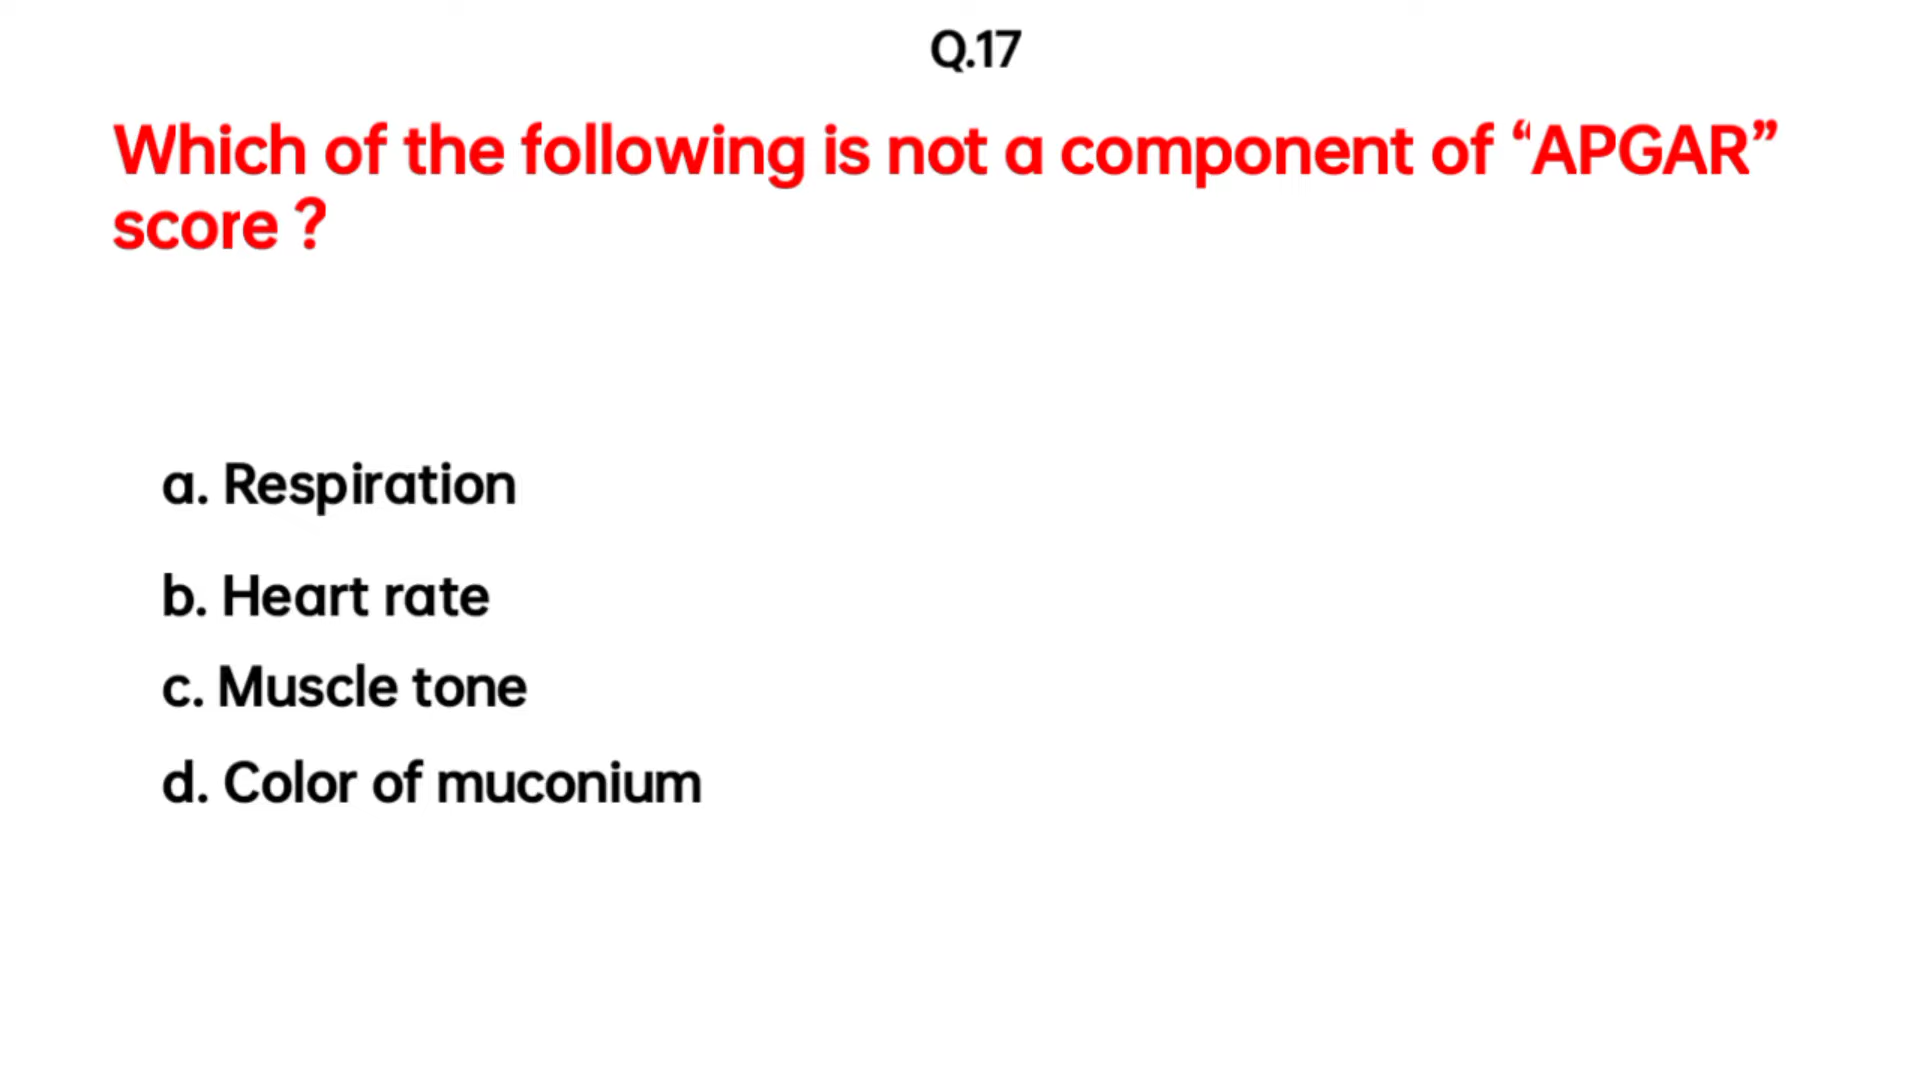 Q.17
Which of the following is not a component of “APGAR”
score ?
a. Respiration
b. Heart rate
c. Muscle tone
d. Color of muconium